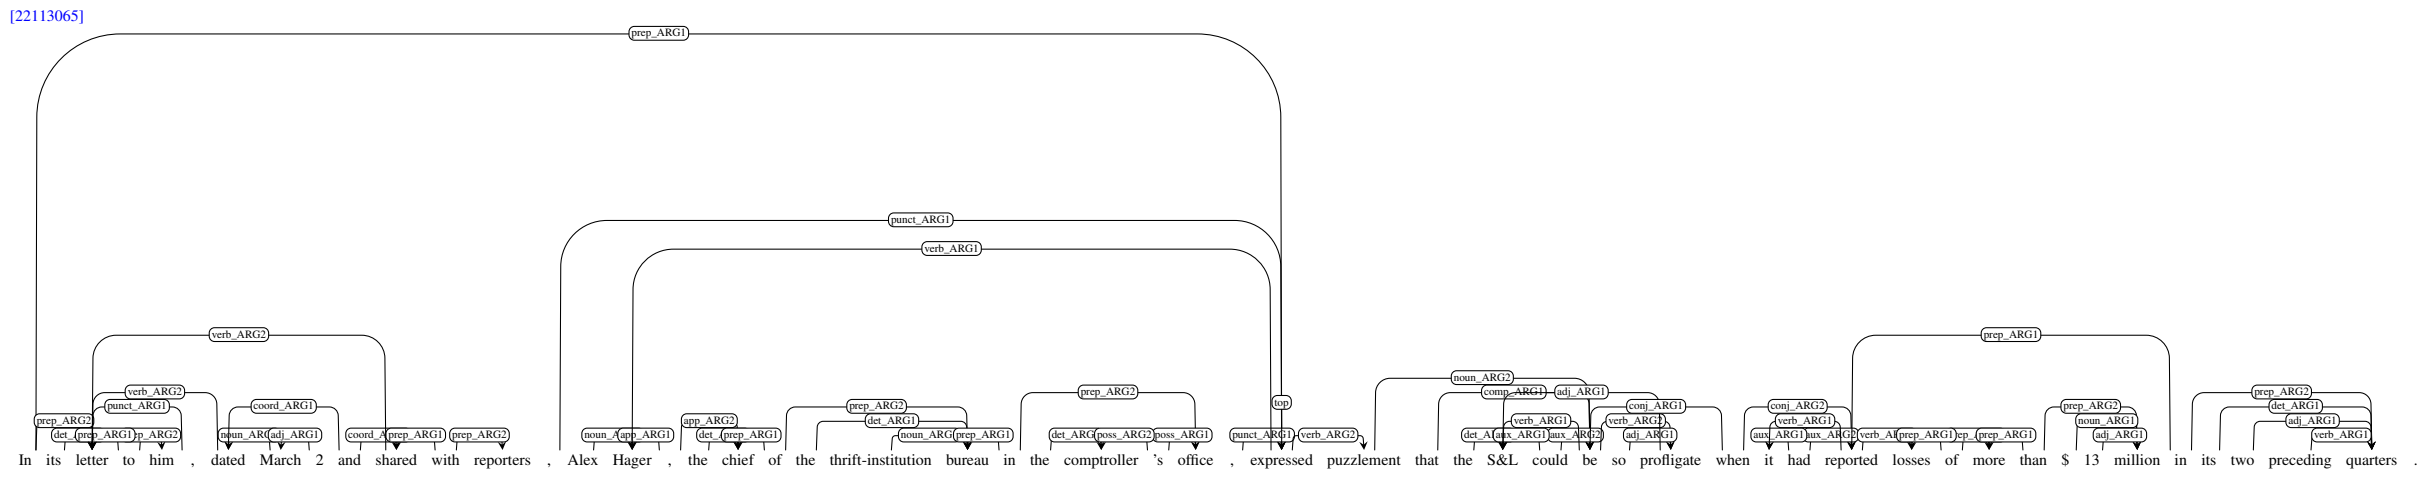 [22113065]
prep_ARG1
punct_ARG1
verb_ARG1
verb_ARG2 prep_ARG1
noun_ARG2
verb_ARG2 prep_ARG2 comp_ARG1 adj_ARG1 prep_ARG2
top
punct_ARG1 coord_ARG1 prep_ARG2 conj_ARG1 conj_ARG2 prep_ARG2 det_ARG1
prep_ARG2 app_ARG2 det_ARG1 verb_ARG1 verb_ARG2 verb_ARG1 noun_ARG1 adj_ARG1
prep_ARG1 adj_ARG1 prep_ARG1 prep_ARG2 app_ARG1 prep_ARG1 prep_ARG1 poss_ARG2 poss_ARG1 punct_ARG1 verb_ARG2 aux_ARG1 adj_ARG1 aux_ARG1 prep_ARG1 prep_ARG1 adj_ARG1 verb_ARG1
In its letter to him , dated March 2 and shared with reporters , Alex Hager , the chief of the thrift-institution bureau in the comptroller 's office , expressed puzzlement that the S&L could be so profligate when it had reported losses of more than $ 13 million in its two preceding quarters .